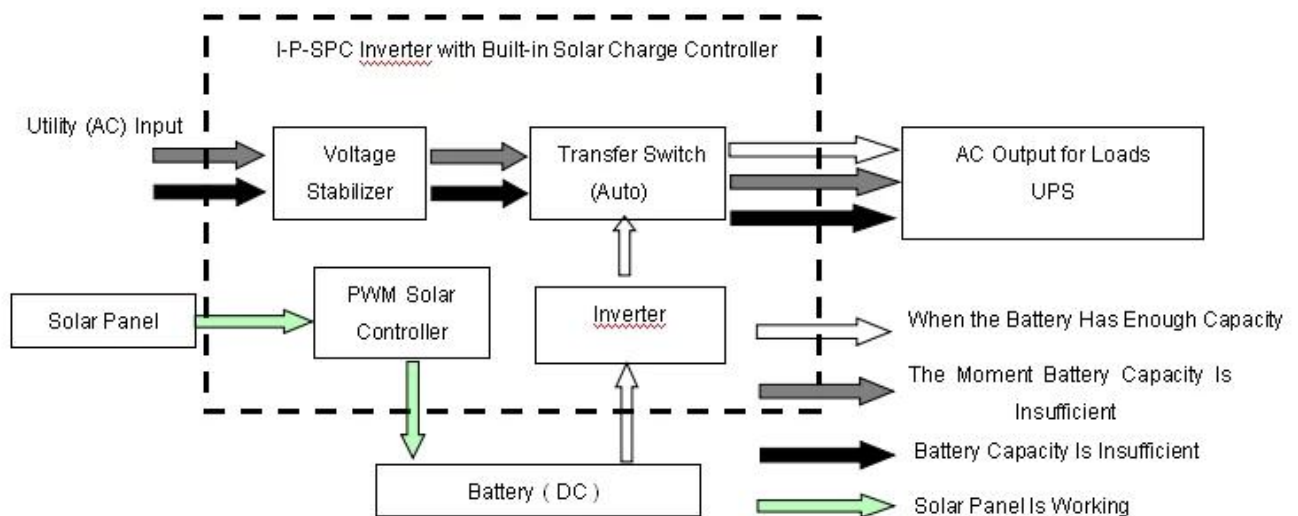 I-P-SPC Inverter with Built-in Solar Charge Controller
Utility (AC) Input
Voltage
Stabilizer
Transfer Switch
(Auto)
AC Output for Loads
UPS
Solar Panel
PWM Solar
Controller
Inverter
Battery ( DC )
When the Battery Has Enough Capacity
The Moment Battery Capacity Is
Insufficient
Battery Capacity Is Insufficient
Solar Panel Is Working